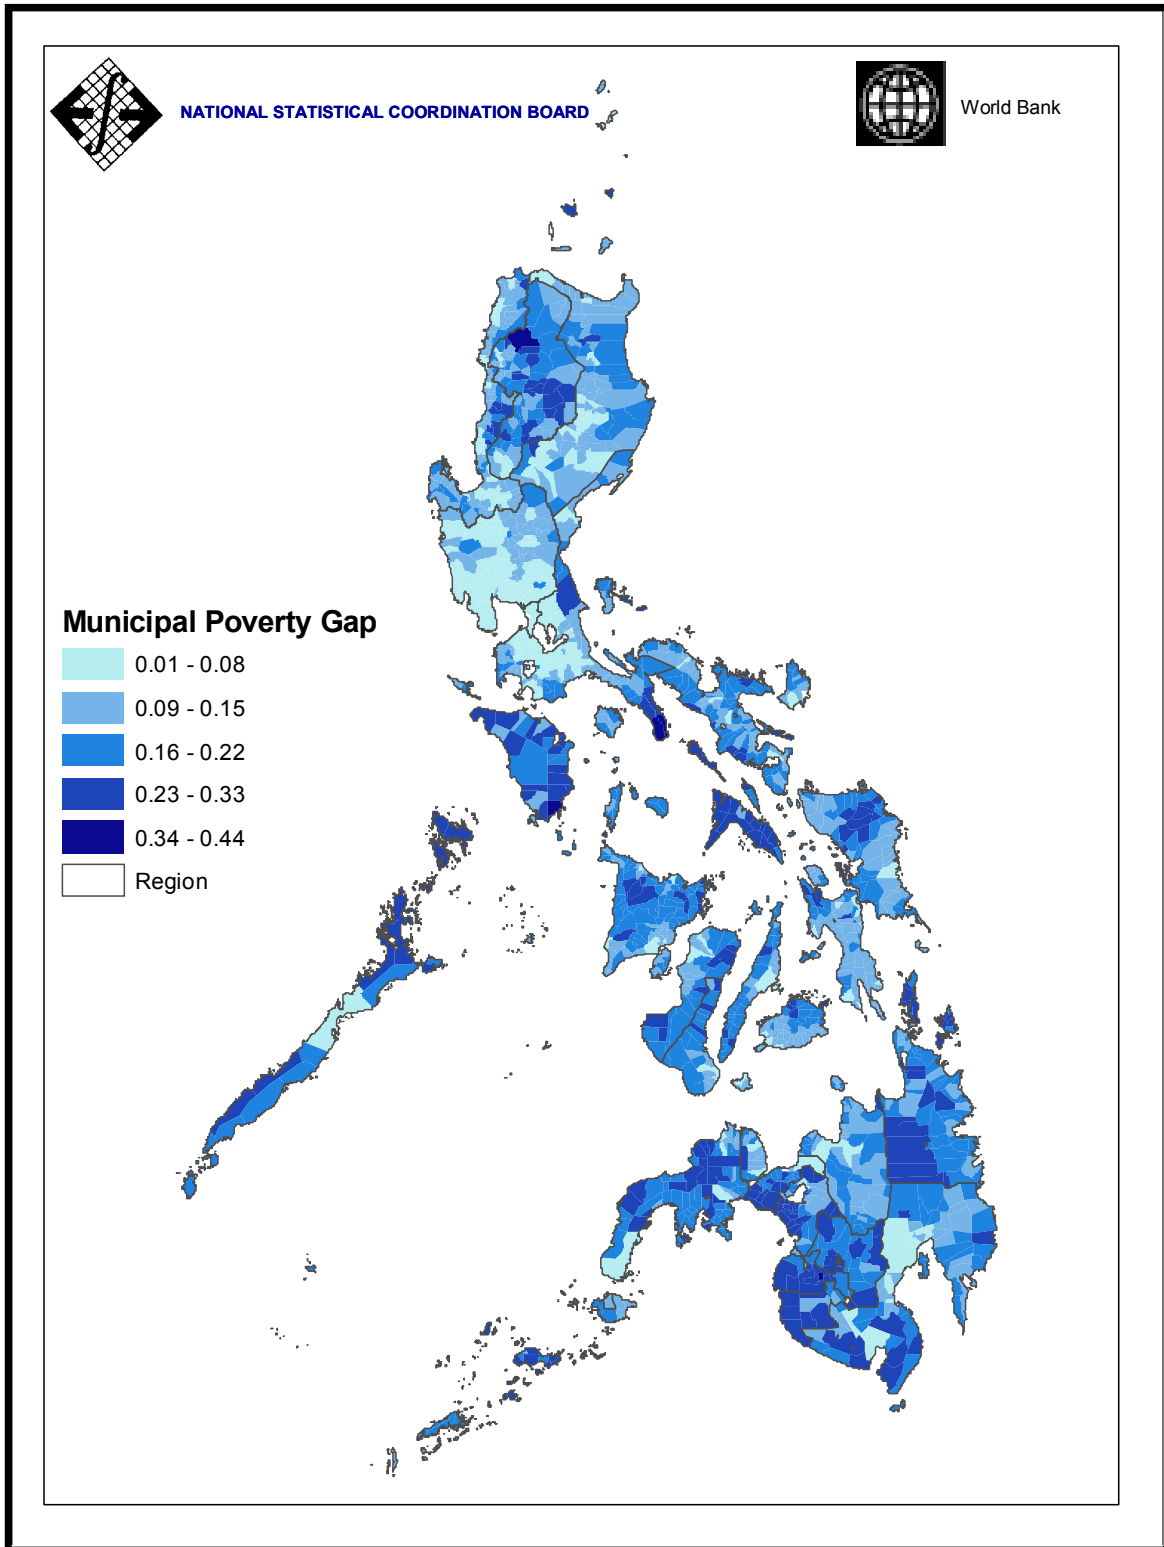 NATIONAL STATISTICAL COORDINATION BOARD
World Bank
Municipal Poverty Gap
0.01 - 0.08
0.09 - 0.15
0.16 - 0.22
0.23 - 0.33
0.34 - 0.44
Region